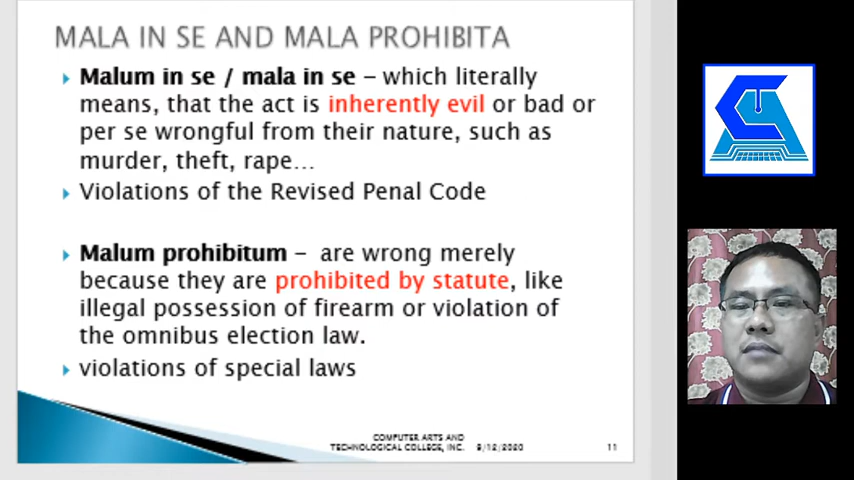 MALA IN SE AND MALA PROHIBITA
Malum in se / mala in se – which literally
means, that the act is inherently evil or bad or
per se wrongful from their nature, such as
murder, theft, rape…
Violations of the Revised Penal Code
Malum prohibitum – are wrong merely
because they are prohibited by statute, like
illegal possession of firearm or violation of
the omnibus election law.
violations of special laws
COMPUTER ARTS AND
TECHNOLOGICAL COLLEGE, INC. 9/12/2020 11